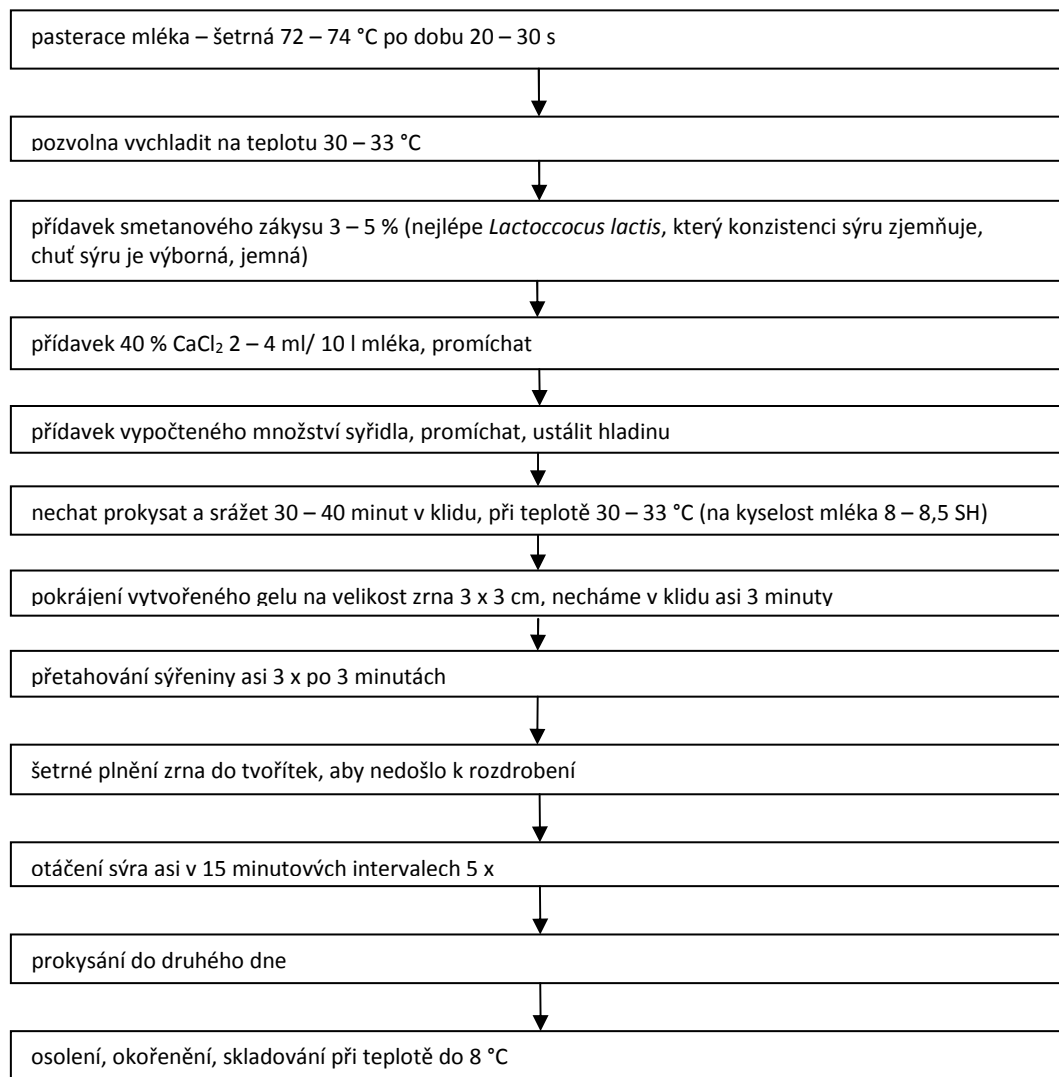 pasterace mléka – šetrná 72 – 74 °C po dobu 20 – 30 s
pozvolna vychladit na teplotu 30 – 33 °C
přídavek smetanového zákysu 3 – 5 % (nejlépe Lactoccocus lactis, který konzistenci sýru zjemňuje,
chuť sýru je výborná, jemná)
přídavek 40 % CaCl₂ 2 – 4 ml/ 10 l mléka, promíchat
přídavek vypočteného množství syřidla, promíchat, ustálit hladinu
nechat prokysat a srážet 30 – 40 minut v klidu, při teplotě 30 – 33 °C (na kyselost mléka 8 – 8,5 SH)
pokrájení vytvořeného gelu na velikost zrna 3 x 3 cm, necháme v klidu asi 3 minuty
přetahování sýřeniny asi 3 x po 3 minutách
šetrné plnění zrna do tvořítek, aby nedošlo k rozdrobení
otáčení sýra asi v 15 minutových intervalech 5 x
prokysání do druhého dne
osolení, okořenění, skladování při teplotě do 8 °C